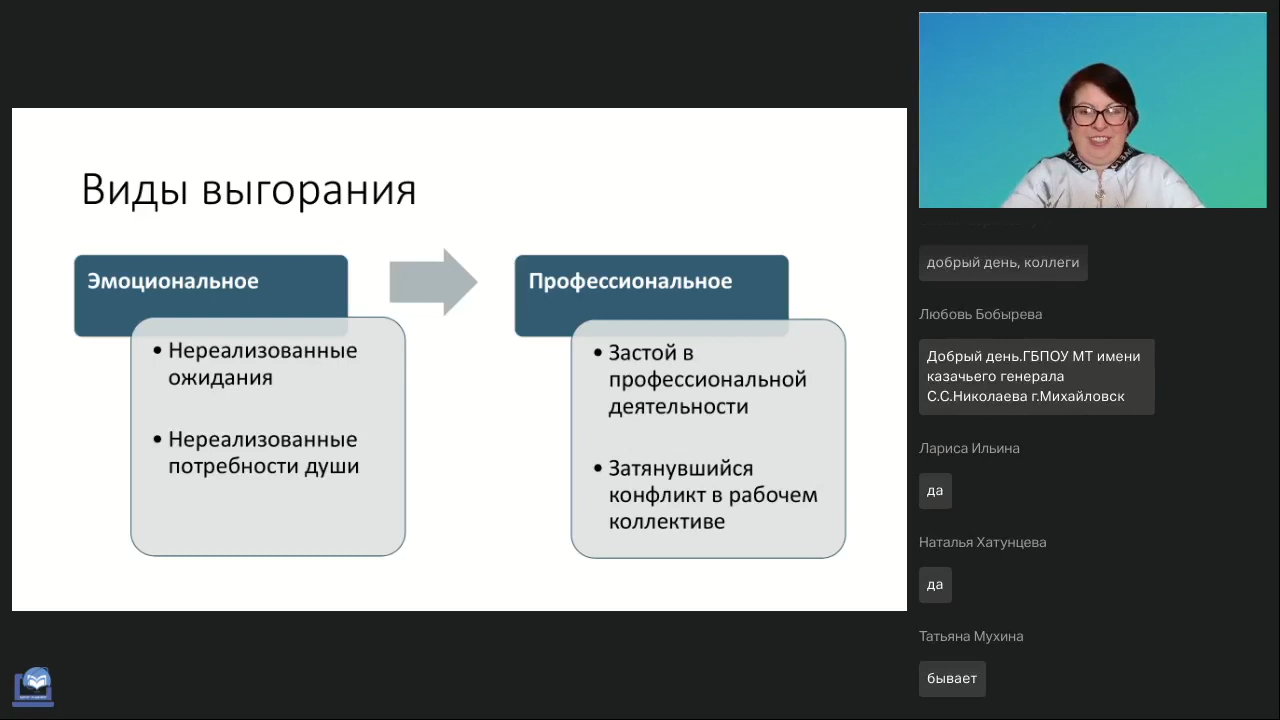 Виды выгорания
Эмоциональное
• Нереализованные
ожидания
• Нереализованные
потребности души
Профессиональное
• Застой в
профессиональной
деятельности
• Затянувшийся
конфликт в рабочем
коллективе
добрый день, коллеги
Любовь Бобырева
Добрый день.ГБПОУ МТ имени
казачьего генерала
С.С.Николаева г.Михайловск
Лариса Ильина
да
Наталья Хатунцева
да
Татьяна Мухина
бывает